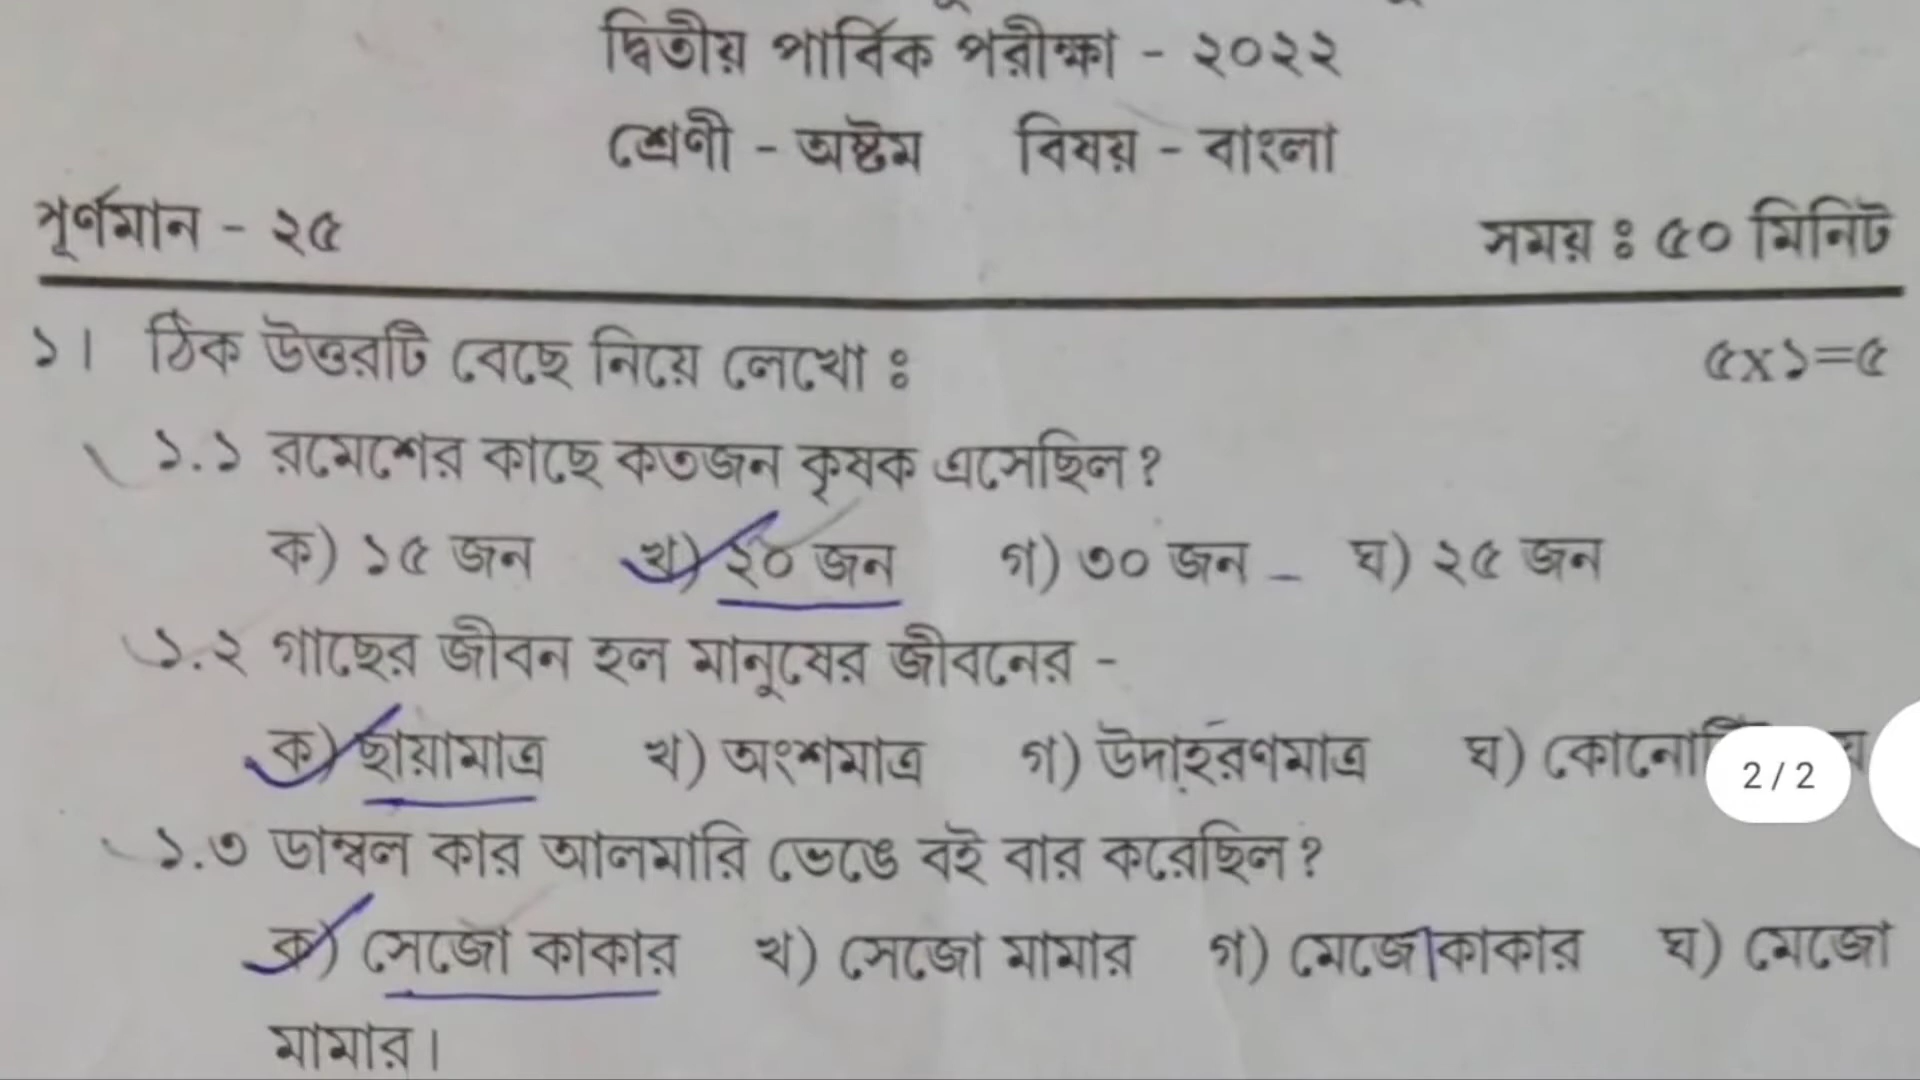 দ্বিতীয় পার্বিক পরীক্ষা - ২০২২
শ্রেণী - অষ্টম বিষয় - বাংলা
পূর্ণমান - ২৫ সময় ঃ ৫০ মিনিট
১। ঠিক উত্তরটি বেছে নিয়ে লেখো ঃ ৫x১=৫
১.১ রমেশের কাছে কতজন কৃষক এসেছিল?
ক) ১৫ জন খ) ২০ জন গ) ৩০ জন ঘ) ২৫ জন
১.২ গাছের জীবন হল মানুষের জীবনের -
ক) ছায়ামাত্র খ) অংশমাত্র গ) উদাহরণমাত্র ঘ)
2/2
১.৩ ডাম্বল কার আলমারি ভেঙে বই বার করেছিল?
ক) সেজো কাকার খ) সেজো মামার গ) মেজো কাকার ঘ) মেজো
মামার।